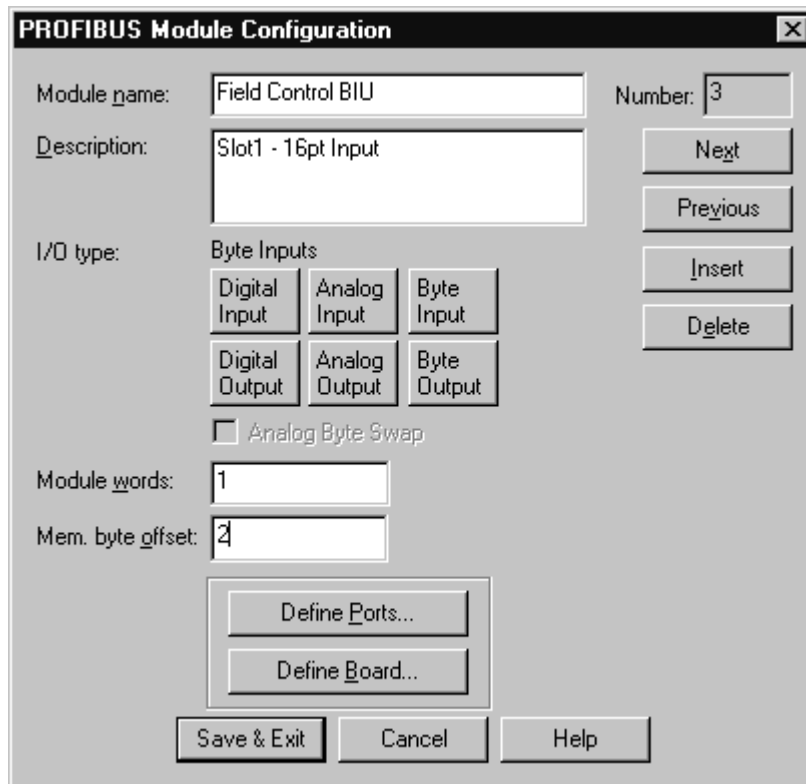 PROFIBUS Module Configuration
Module name: Field Control BIU Number: 3
Description: Slot1 - 16pt Input
Next
Previous
I/O type: Byte Inputs
Insert
Digital Input Analog Input Byte Input
Delete
Digital Output Analog Output Byte Output
Analog Byte Swap
Module words: 1
Mem. byte offset: 2
Define Ports...
Define Board...
Save & Exit Cancel Help